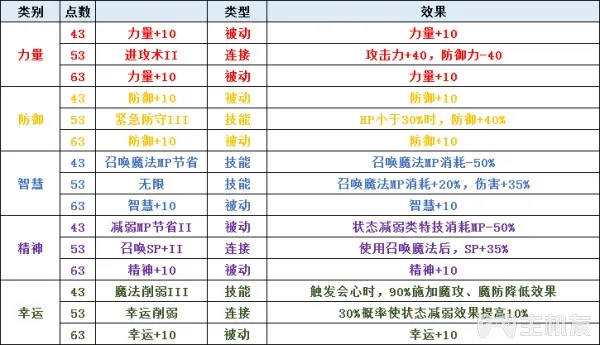 类别 点数 类型 效果
力量 43 力量+10 被动 力量+10
53 进攻术II 连接 攻击力+40，防御力-40
63 力量+10 被动 力量+10
防御 43 防御+10 被动 防御+10
53 紧急防守III 技能 HP小于30%时，防御+40%
63 防御+10 被动 防御+10
智慧 43 召唤魔法MP节省 技能 召唤魔法MP消耗-50%
53 无限 技能 召唤魔法MP消耗+20%，伤害+35%
63 智慧+10 被动 智慧+10
精神 43 减弱MP节省II 被动 状态减弱类特技消耗MP-50%
53 召唤SP+II 连接 使用召唤魔法后，SP+35%
63 精神+10 被动 精神+10
幸运 43 魔法削弱III 技能 触发会心时，90%施加魔攻、魔防降低效果
53 幸运削弱 连接 30%概率使状态减弱效果提高10%
63 幸运+10 被动 幸运+10
主机友